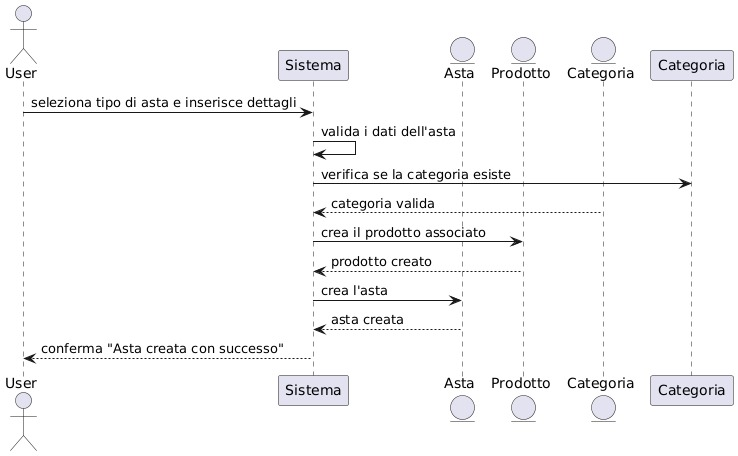 User
Sistema
Asta
Prodotto
Categoria
Categoria
seleziona tipo di asta e inserisce dettagli
valida i dati dell'asta
verifica se la categoria esiste
categoria valida
crea il prodotto associato
prodotto creato
crea l'asta
asta creata
conferma "Asta creata con successo"
User
Sistema
Asta
Prodotto
Categoria
Categoria